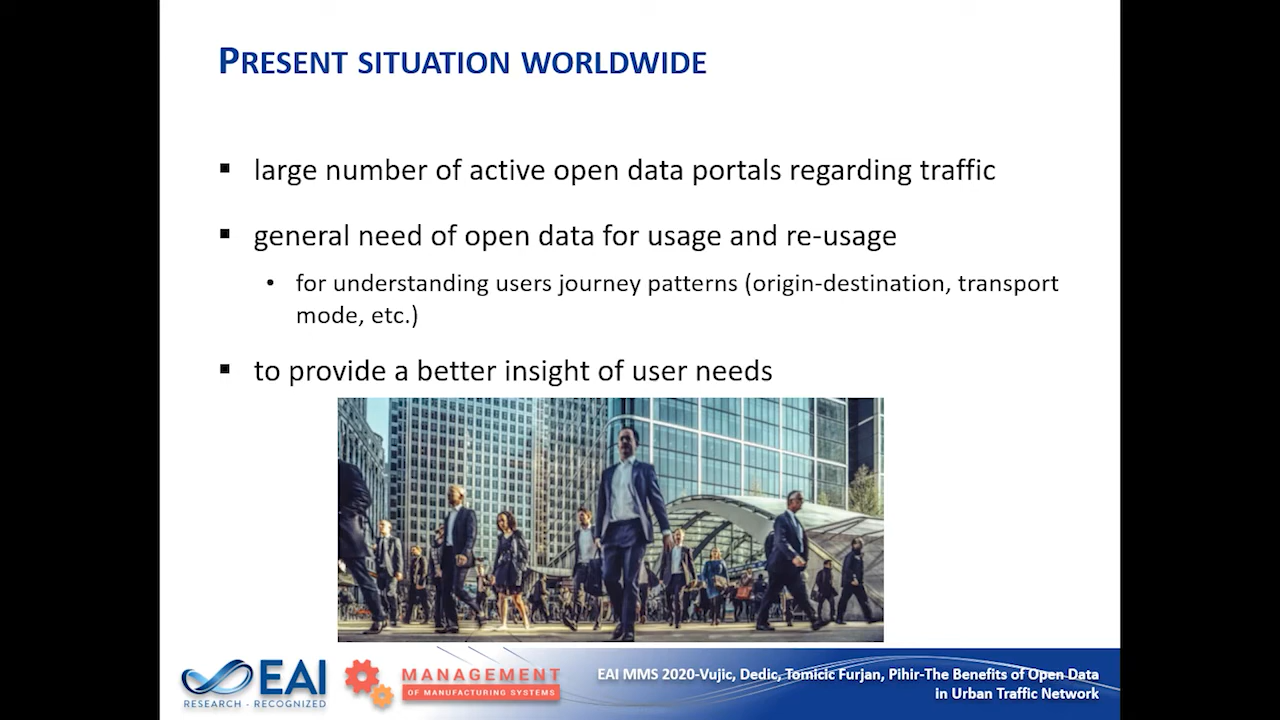 PRESENT SITUATION WORLDWIDE
▪ large number of active open data portals regarding traffic
▪ general need of open data for usage and re-usage
• for understanding users journey patterns (origin-destination, transport
mode, etc.)
▪ to provide a better insight of user needs
EAI
RESEARCH - RECOGNIZED
MANAGEMENT
OF MANUFACTURING SYSTEMS
EAI MMS 2020-Vujic, Dedic, Tomicic Furjan, Pihir-The Benefits of Open Data
in Urban Traffic Network